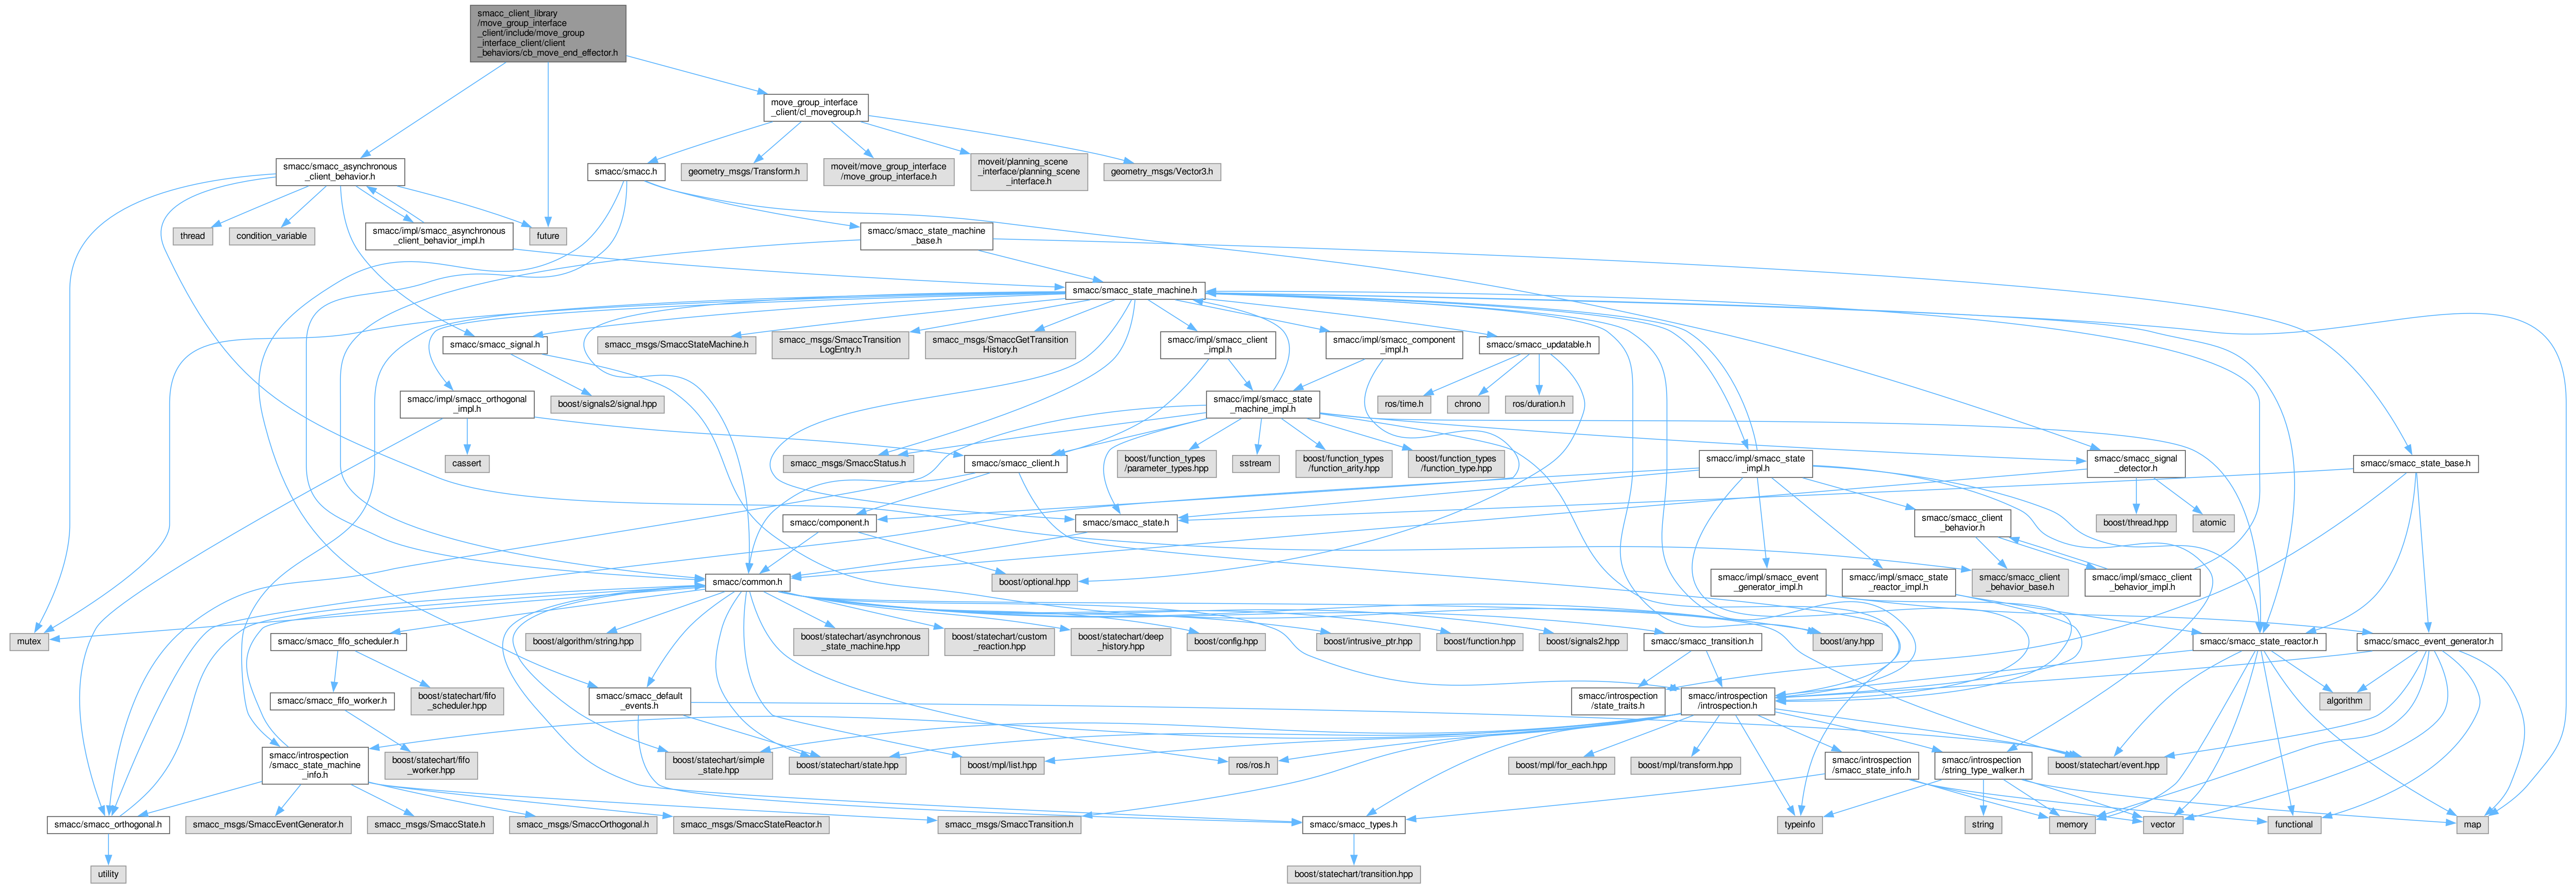 smacc_client_library
/move_group_interface
_client/include/move_group
_interface_client/client
_behaviors/cb_move_end_effector.h
move_group_interface
_client/cl_movegroup.h
smacc/smacc_asynchronous
_client_behavior.h
smacc/smacc.h
geometry_msgs/Transform.h
moveit/move_group_interface
/move_group_interface.h
moveit/planning_scene
_interface/planning_scene
_interface.h
geometry_msgs/Vector3.h
thread
condition_variable
smacc/impl/smacc_asynchronous
_client_behavior_impl.h
future
smacc/smacc_state_machine
_base.h
smacc/smacc_state_machine.h
smacc/smacc_signal.h
smacc_msgs/SmaccStateMachine.h
smacc_msgs/SmaccTransition
LogEntry.h
smacc_msgs/SmaccGetTransition
History.h
smacc/impl/smacc_client
_impl.h
smacc/impl/smacc_component
_impl.h
smacc/smacc_updatable.h
smacc/impl/smacc_orthogonal
_impl.h
boost/signals2/signal.hpp
smacc/impl/smacc_state
_machine_impl.h
ros/time.h
chrono
ros/duration.h
cassert
smacc_msgs/SmaccStatus.h
smacc/smacc_client.h
boost/function_types
/parameter_types.hpp
sstream
boost/function_types
/function_arity.hpp
boost/function_types
/function_type.hpp
smacc/impl/smacc_state
_impl.h
smacc/smacc_signal
_detector.h
smacc/smacc_state_base.h
smacc/component.h
smacc/smacc_state.h
smacc/smacc_client
_behavior.h
boost/thread.hpp
atomic
smacc/common.h
boost/optional.hpp
smacc/impl/smacc_event
_generator_impl.h
smacc/impl/smacc_state
_reactor_impl.h
smacc/smacc_client
_behavior_base.h
smacc/impl/smacc_client
_behavior_impl.h
mutex
smacc/smacc_fifo_scheduler.h
boost/algorithm/string.hpp
boost/statechart/asynchronous
_state_machine.hpp
boost/statechart/custom
_reaction.hpp
boost/statechart/deep
_history.hpp
boost/config.hpp
boost/intrusive_ptr.hpp
boost/function.hpp
boost/signals2.hpp
smacc/smacc_transition.h
boost/any.hpp
smacc/smacc_state_reactor.h
smacc/smacc_event_generator.h
smacc/smacc_fifo_worker.h
boost/statechart/fifo
_scheduler.hpp
smacc/smacc_default
_events.h
smacc/introspection
/state_traits.h
smacc/introspection
/introspection.h
algorithm
smacc/introspection
/smacc_state_machine
_info.h
boost/statechart/fifo
_worker.hpp
boost/statechart/simple
_state.hpp
boost/statechart/state.hpp
boost/mpl/list.hpp
ros/ros.h
boost/mpl/for_each.hpp
boost/mpl/transform.hpp
smacc/introspection
/smacc_state_info.h
smacc/introspection
/string_type_walker.h
boost/statechart/event.hpp
smacc/smacc_orthogonal.h
smacc_msgs/SmaccEventGenerator.h
smacc_msgs/SmaccState.h
smacc_msgs/SmaccOrthogonal.h
smacc_msgs/SmaccStateReactor.h
smacc_msgs/SmaccTransition.h
smacc/smacc_types.h
typeinfo
string
memory
vector
functional
map
utility
boost/statechart/transition.hpp